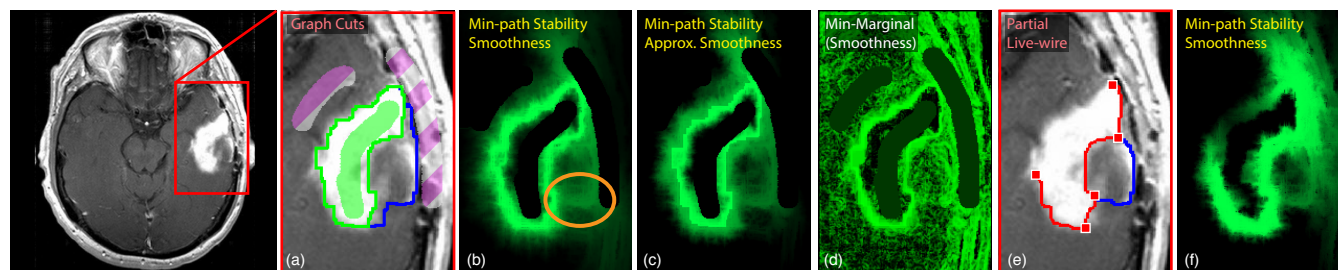 Graph Cuts
(a)
Min-path Stability
Smoothness
(b)
Min-path Stability
Approx. Smoothness
(c)
Min-Marginal
(Smoothness)
(d)
Partial
Live-wire
(e)
Min-path Stability
Smoothness
(f)